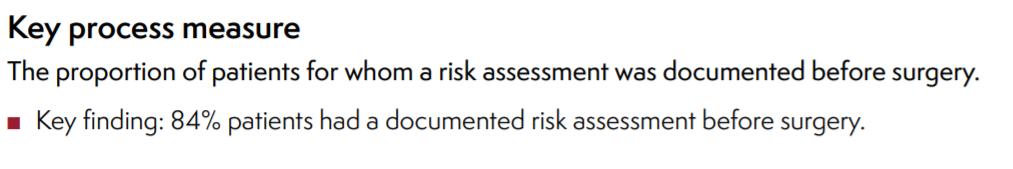 Key process measure
The proportion of patients for whom a risk assessment was documented before surgery.
■ Key finding: 84% patients had a documented risk assessment before surgery.